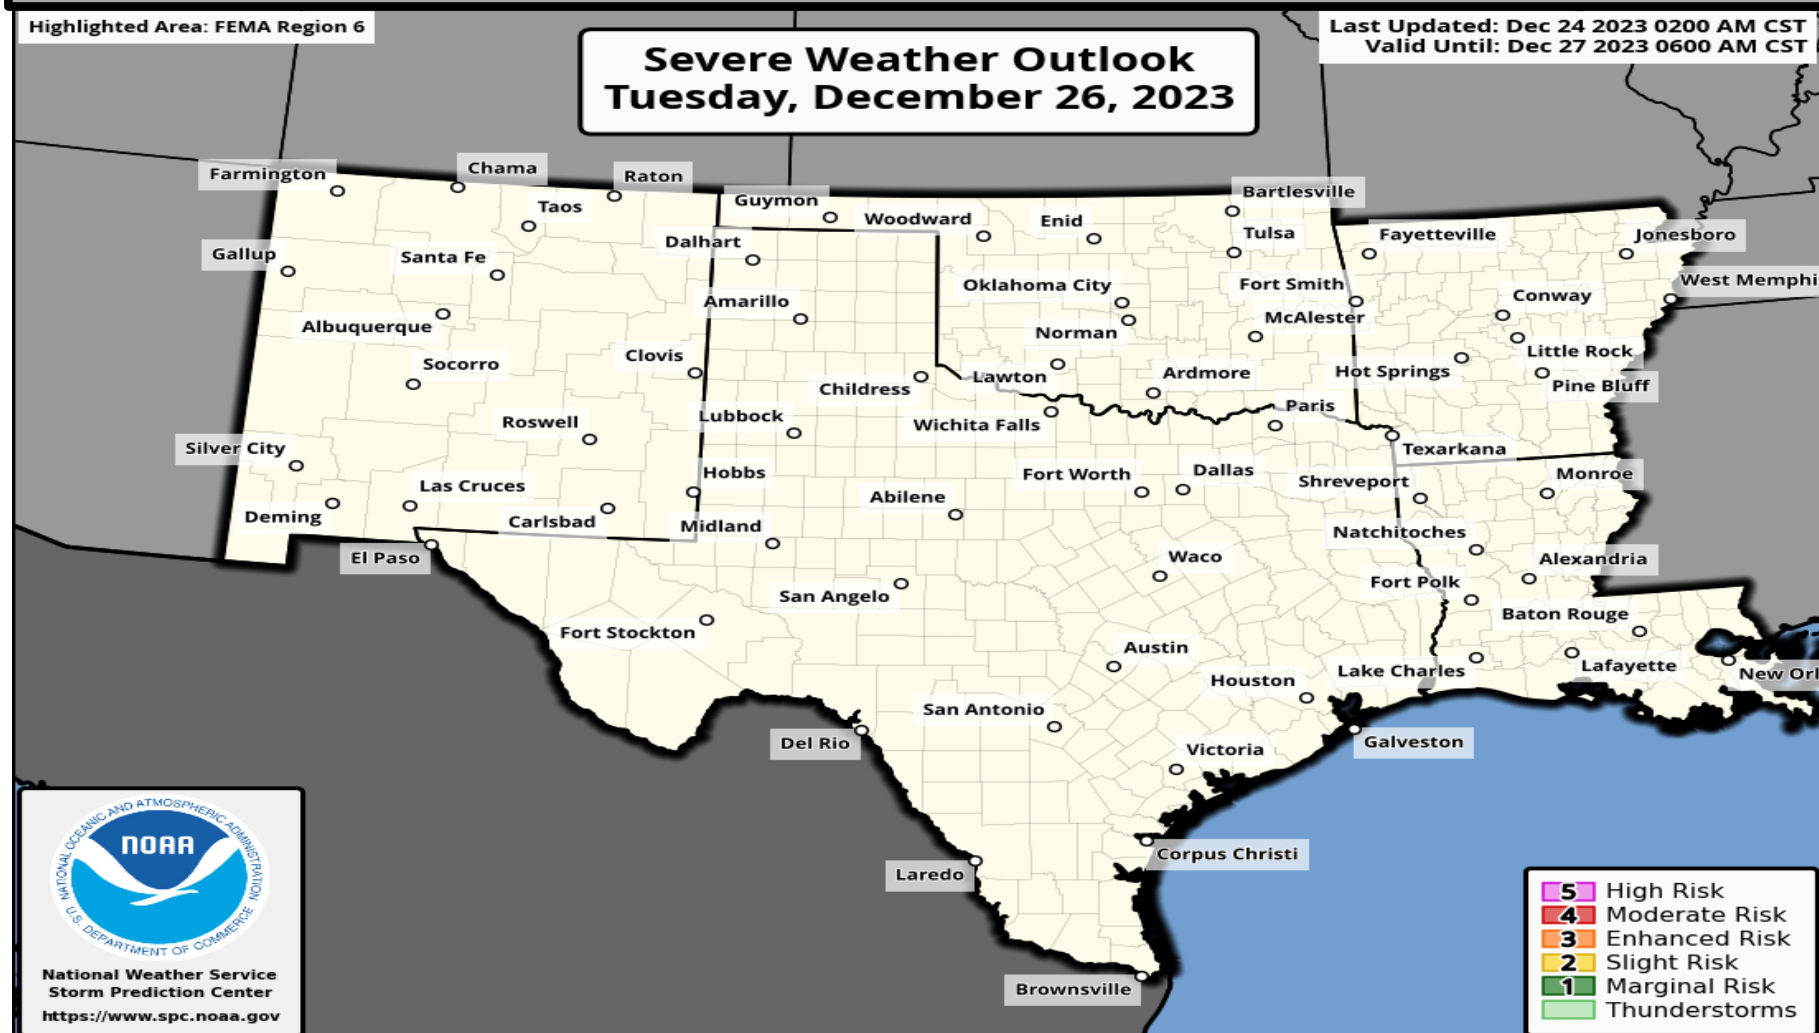 Highlighted Area: FEMA Region 6
Severe Weather Outlook
Tuesday, December 26, 2023
Last Updated: Dec 24 2023 0200 AM CST
Valid Until: Dec 27 2023 0600 AM CST
Farmington
Chama
Raton
Taos
Guymon
Woodward
Enid
Bartlesville
Tulsa
Fayetteville
Jonesboro
Gallup
Santa Fe
Dalhart
Oklahoma City
Fort Smith
Conway
West Memphi
Albuquerque
Amarillo
Norman
McAlester
Little Rock
Socorro
Clovis
Childress
Lawton
Ardmore
Hot Springs
Pine Bluff
Roswell
Lubbock
Wichita Falls
Paris
Texarkana
Silver City
Las Cruces
Hobbs
Abilene
Fort Worth
Dallas
Shreveport
Monroe
Deming
Carlsbad
Midland
Natchitoches
El Paso
San Angelo
Waco
Fort Polk
Alexandria
Fort Stockton
Austin
Baton Rouge
Houston
Lake Charles
Lafayette
New Orl
San Antonio
Del Rio
Victoria
Galveston
Laredo
Corpus Christi
Brownsville
NATIONAL OCEANIC AND ATMOSPHERIC ADMINISTRATION
NOAA
U.S. DEPARTMENT OF COMMERCE
National Weather Service
Storm Prediction Center
https://www.spc.noaa.gov
5 High Risk
4 Moderate Risk
3 Enhanced Risk
2 Slight Risk
1 Marginal Risk
Thunderstorms